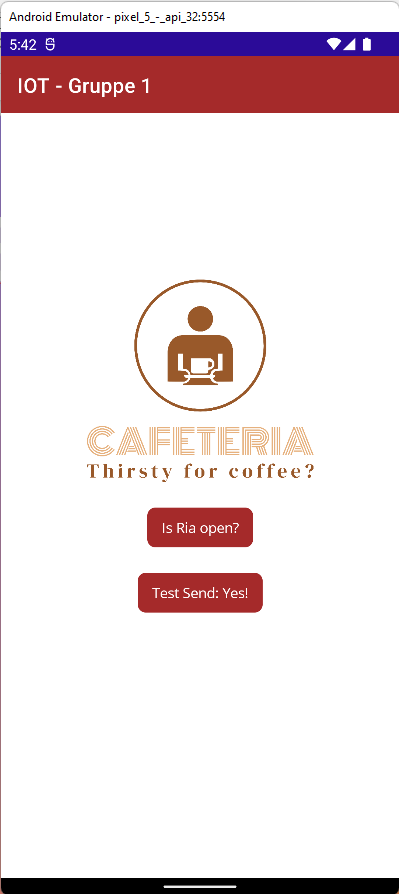 Android Emulator - pixel_5_-_api_32:5554
5:42
IOT - Gruppe 1
CAFETERIA
Thirsty for coffee?
Is Ria open?
Test Send: Yes!